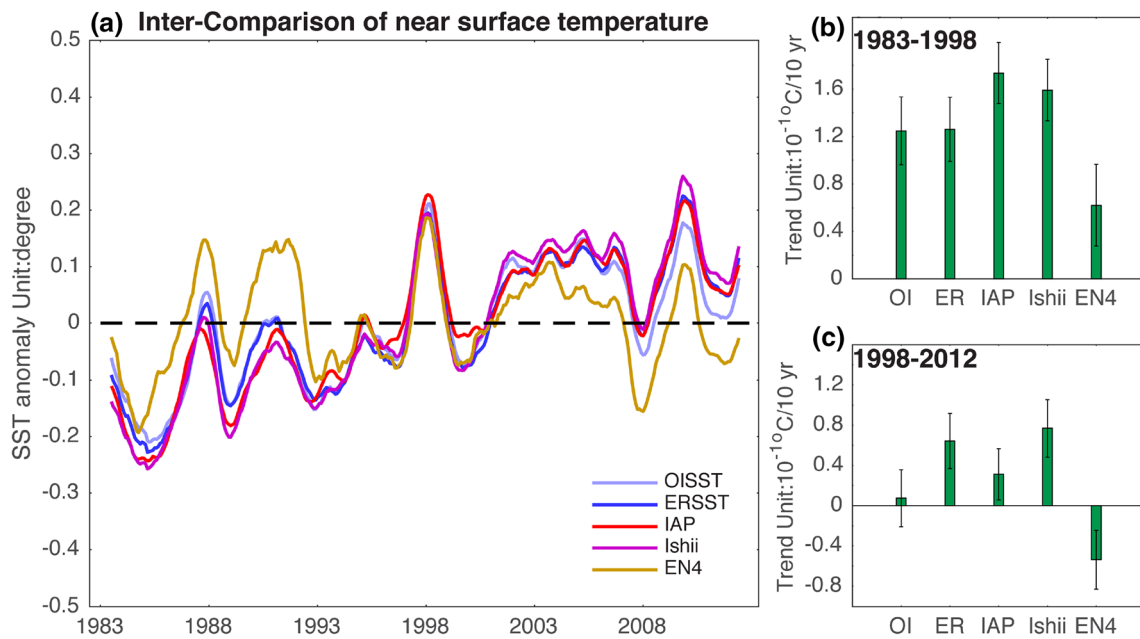 (a) Inter-Comparison of near surface temperature
SST anomaly Unit:degree
0.5
0.4
0.3
0.2
0.1
0
-0.1
-0.2
-0.3
-0.4
-0.5
1983 1988 1993 1998 2003 2008
OISST
ERSST
IAP
Ishii
EN4
(b)
1983-1998
Trend Unit:10⁻¹°C/10 yr
1.6
1.2
0.8
0.4
0
OI ER IAP Ishii EN4
(c)
1998-2012
Trend Unit:10⁻¹°C/10 yr
1.2
0.8
0.4
0
-0.4
-0.8
OI ER IAP Ishii EN4